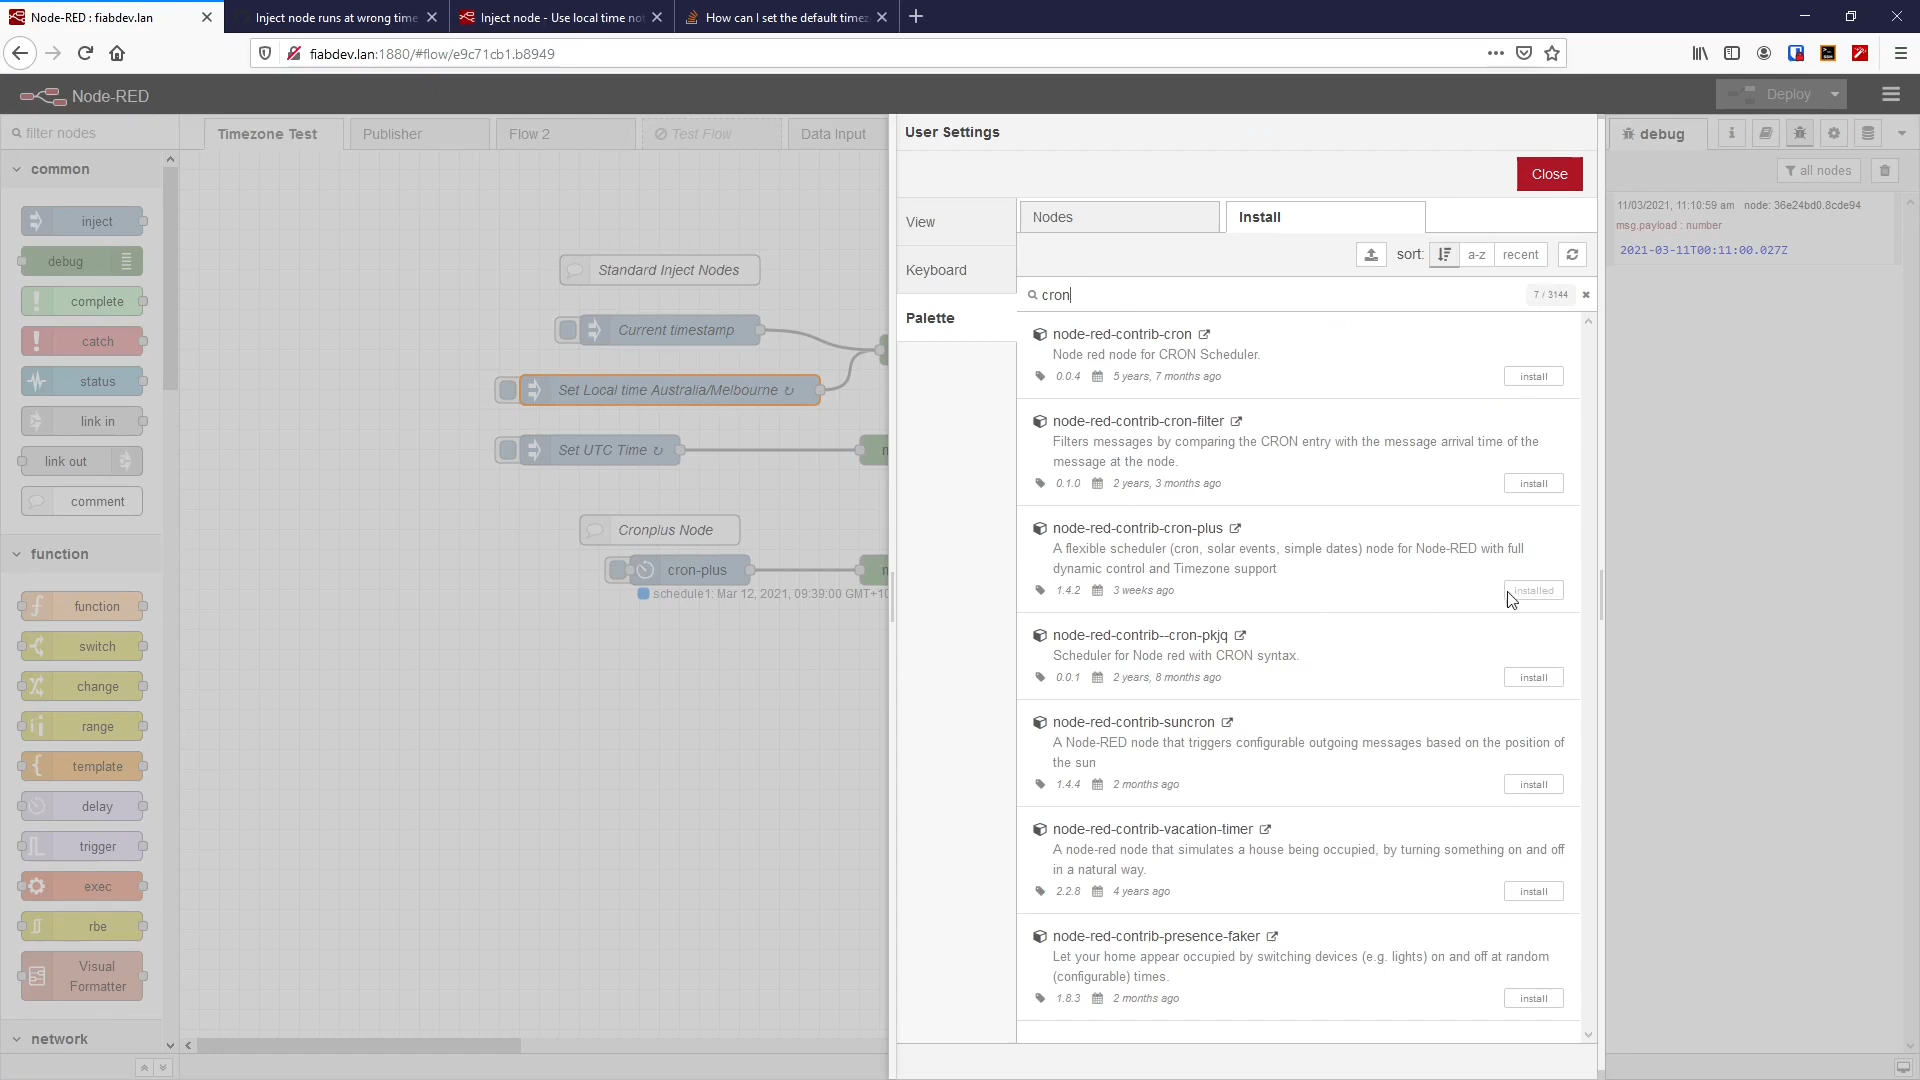 Node-RED : fiabdev.lan
Inject node runs at wrong time
Inject node - Use local time no
How can I set the default timez
fiabdev.lan:1880/#flow/e9c71cb1.b8949
Node-RED
Deploy
filter nodes
Timezone Test
Publisher
Flow 2
Test Flow
Data Input
User Settings
debug
Close
all nodes
common
inject
debug
complete
catch
status
link in
link out
comment
function
function
switch
change
range
template
delay
trigger
exec
rbe
Visual
Formatter
network
Standard Inject Nodes
Current timestamp
Set Local time Australia/Melbourne ↻
Set UTC Time ↻
Cronplus Node
cron-plus
schedule1: Mar 12, 2021, 09:39:00 GMT+10
View
Keyboard
Palette
Nodes
Install
sort:
a-z
recent
cron
7 / 3144
node-red-contrib-cron
Node red node for CRON Scheduler.
0.0.4
5 years, 7 months ago
install
node-red-contrib-cron-filter
Filters messages by comparing the CRON entry with the message arrival time of the
message at the node.
0.1.0
2 years, 3 months ago
install
node-red-contrib-cron-plus
A flexible scheduler (cron, solar events, simple dates) node for Node-RED with full
dynamic control and Timezone support
1.4.2
3 weeks ago
installed
node-red-contrib--cron-pkjq
Scheduler for Node red with CRON syntax.
0.0.1
2 years, 8 months ago
install
node-red-contrib-suncron
A Node-RED node that triggers configurable outgoing messages based on the position of
the sun
1.4.4
2 months ago
install
node-red-contrib-vacation-timer
A node-red node that simulates a house being occupied, by turning something on and off
in a natural way.
2.2.8
4 years ago
install
node-red-contrib-presence-faker
Let your home appear occupied by switching devices (e.g. lights) on and off at random
(configurable) times.
1.8.3
2 months ago
install
11/03/2021, 11:10:59 am node: 36e24bd0.8cde94
msg.payload : number
2021-03-11T00:11:00.027Z